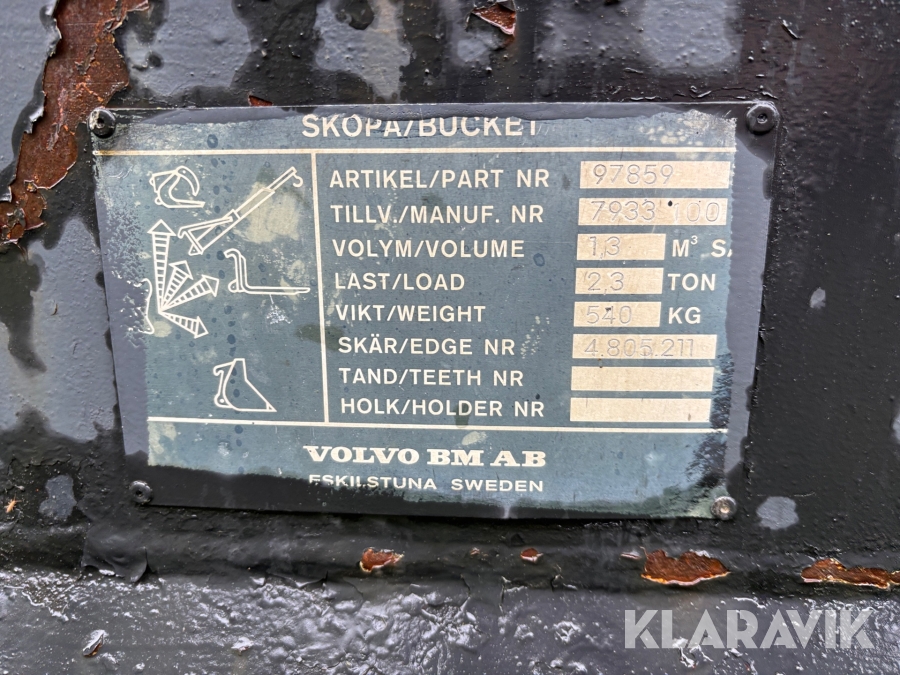 SKOPA/BUCKET
ARTIKEL/PART NR 97859
TILLV./MANUF. NR 7933 100
VOLYM/VOLUME 1,3 M³ S
LAST/LOAD 2,3 TON
VIKT/WEIGHT 540 KG
SKÄR/EDGE NR 4.805.211
TAND/TEETH NR
HOLK/HOLDER NR
VOLVO BM AB
ESKILSTUNA SWEDEN
KLARAVIK